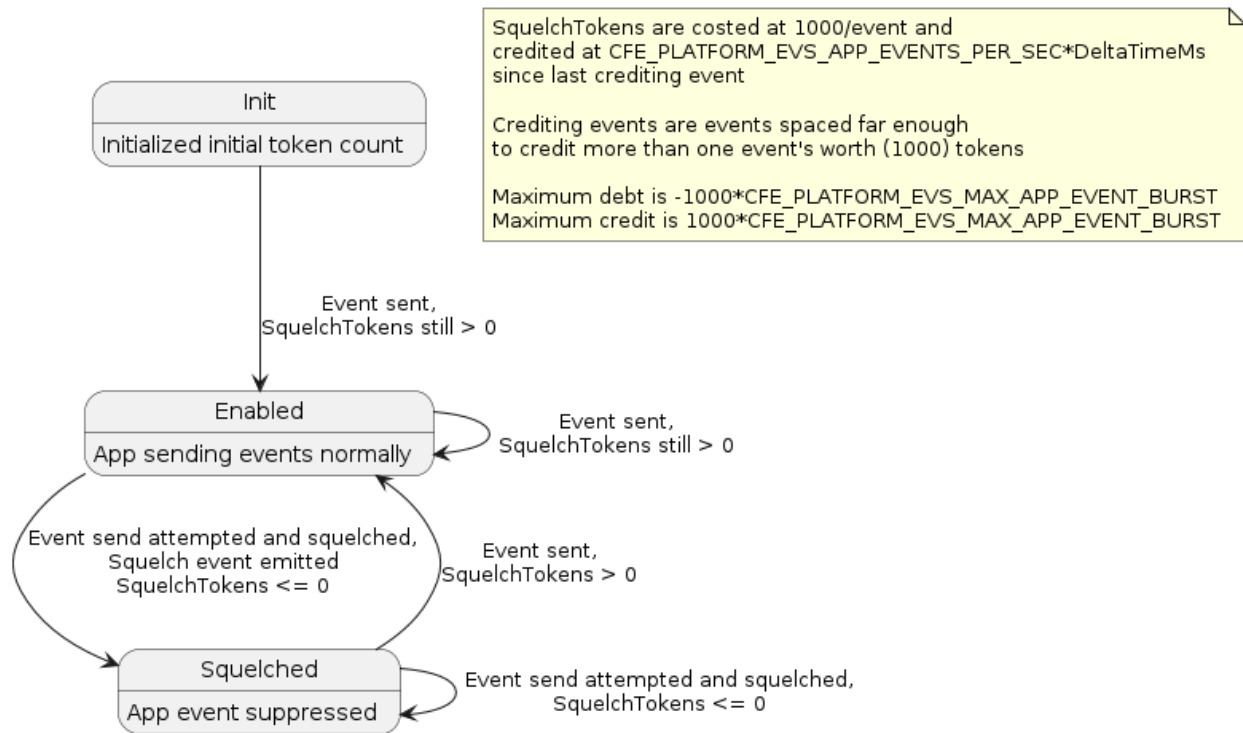 SquelchTokens are costed at 1000/event and
credited at CFE_PLATFORM_EVS_APP_EVENTS_PER_SEC*DeltaTimeMs
since last crediting event
Crediting events are events spaced far enough
to credit more than one event's worth (1000) tokens
Maximum debt is -1000*CFE_PLATFORM_EVS_MAX_APP_EVENT_BURST
Maximum credit is 1000*CFE_PLATFORM_EVS_MAX_APP_EVENT_BURST
Init
Initialized initial token count
Event sent,
SquelchTokens still > 0
Enabled
App sending events normally
Event sent,
SquelchTokens still > 0
Event send attempted and squelched,
Squelch event emitted
SquelchTokens <= 0
Event sent,
SquelchTokens > 0
Squelched
App event suppressed
Event send attempted and squelched,
SquelchTokens <= 0